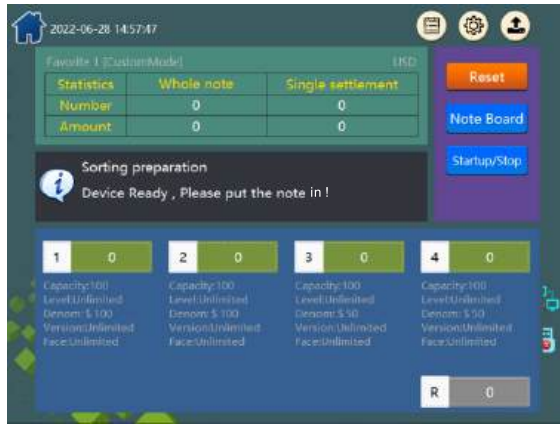 2022-06-28 14:57:47
Favorite 1 [CustomMode] USD
Statistics Whole note Single settlement
Number 0 0
Amount 0 0
Reset
Note Board
Startup/Stop
Sorting preparation
Device Ready , Please put the note in !
1 0 2 0 3 0 4 0
Capacity:100 Capacity:100 Capacity:100 Capacity:100
Level:Unlimited Level:Unlimited Level:Unlimited Level:Unlimited
Denom: $ 100 Denom: $ 100 Denom: $ 50 Denom: $ 50
Version:Unlimited Version:Unlimited Version:Unlimited Version:Unlimited
Face:Unlimited Face:Unlimited Face:Unlimited Face:Unlimited
R 0